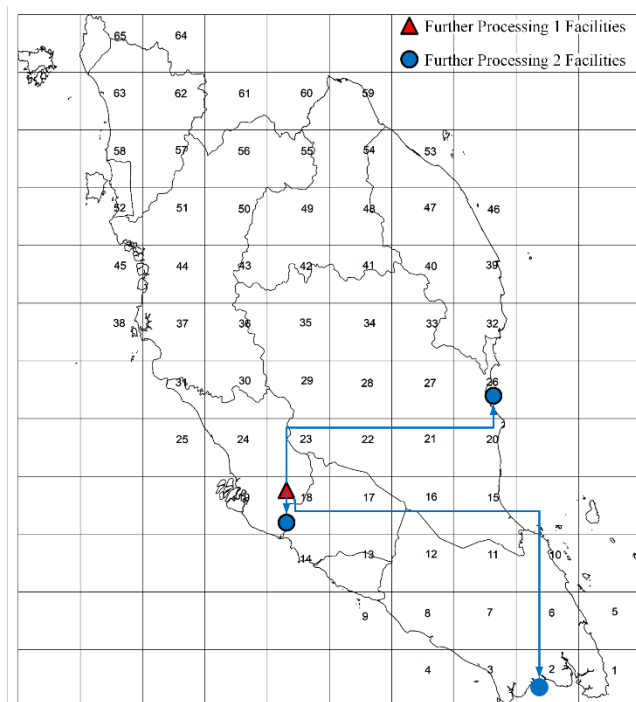 65 64
Further Processing 1 Facilities
Further Processing 2 Facilities
63 62 61 60 59
58 57 56 55 54 53
52 51 50 49 48 47 46
45 44 43 42 41 40 39
38 37 36 35 34 33 32
31 30 29 28 27 26
25 24 23 22 21 20
19 18 17 16 15
14 13 12 11 10
9 8 7 6 5
4 3 2 1